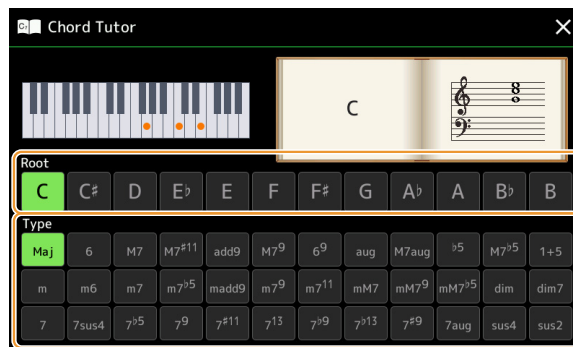 C7 Chord Tutor
C
Root
C C♯ D E♭ E F F♯ G A♭ A B♭ B
Type
Maj 6 M7 M7♯11 add9 M7⁹ 6⁹ aug M7aug ♭5 M7♭5 1+5
m m6 m7 m7♭5 madd9 m7⁹ m7¹¹ mM7 mM7⁹ mM7♭5 dim dim7
7 7sus4 7♭5 7⁹ 7♯11 7¹³ 7♭9 7♭13 7♯9 7aug sus4 sus2